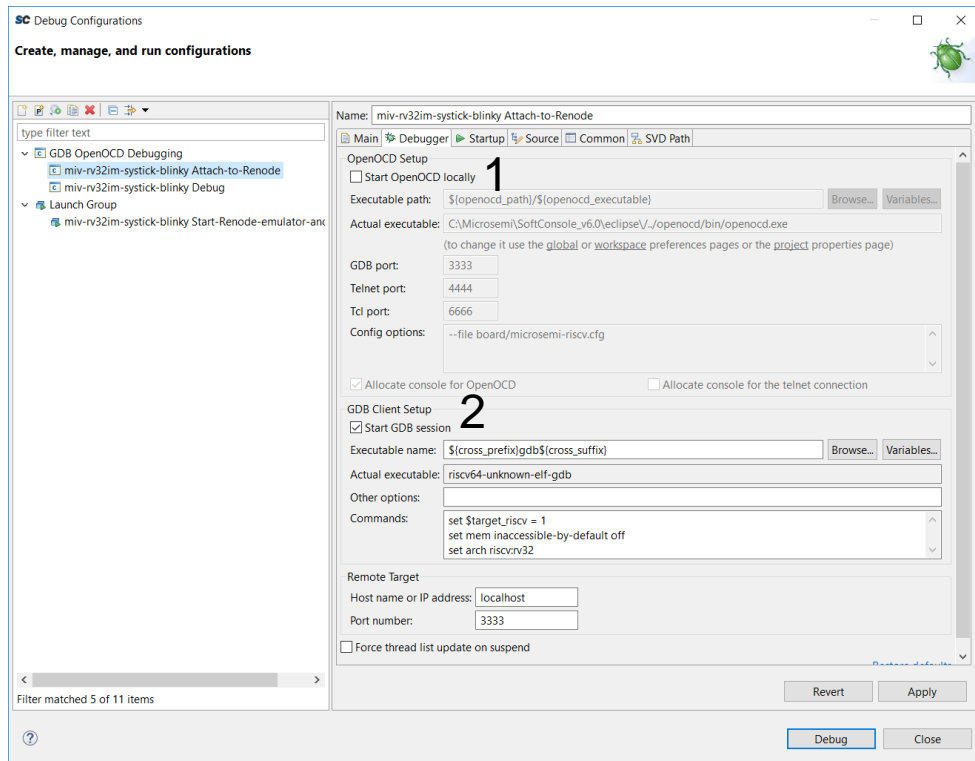 SC Debug Configurations
Create, manage, and run configurations
type filter text
GDB OpenOCD Debugging
miv-rv32im-systick-blinky Attach-to-Renode
miv-rv32im-systick-blinky Debug
Launch Group
miv-rv32im-systick-blinky Start-Renode-emulator-and
Filter matched 5 of 11 items
Name: miv-rv32im-systick-blinky Attach-to-Renode
Main Debugger Startup Source Common SVD Path
OpenOCD Setup
1
Start OpenOCD locally
Executable path: ${openocd_path}/${openocd_executable} Browse... Variables...
Actual executable: C:\Microsemi\SoftConsole_v6.0\eclipse\/../openocd/bin/openocd.exe
(to change it use the global or workspace preferences pages or the project properties page)
GDB port: 3333
Telnet port: 4444
Tcl port: 6666
Config options: --file board/microsemi-riscv.cfg
Allocate console for OpenOCD Allocate console for the telnet connection
GDB Client Setup
2
Start GDB session
Executable name: ${cross_prefix}gdb${cross_suffix} Browse... Variables...
Actual executable: riscv64-unknown-elf-gdb
Other options:
Commands: set $target_riscv = 1
set mem inaccessible-by-default off
set arch riscv:rv32
Remote Target
Host name or IP address: localhost
Port number: 3333
Force thread list update on suspend
Restore defaults
Revert Apply
Debug Close